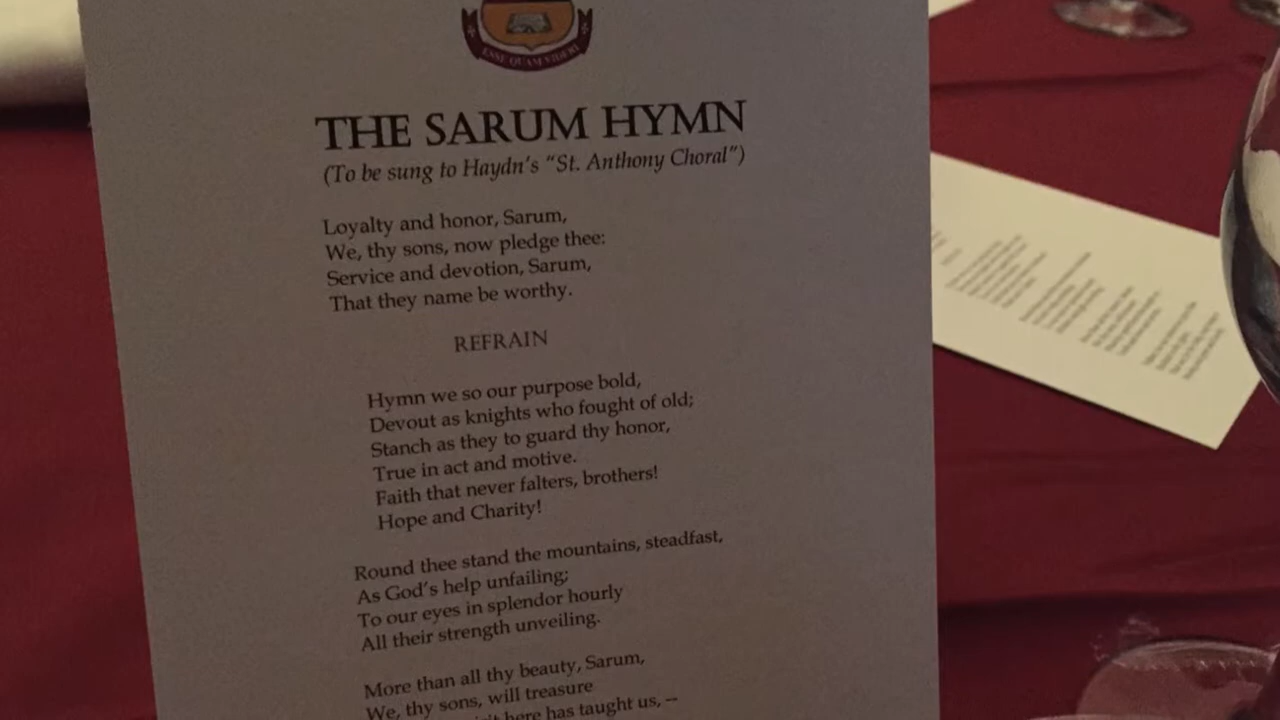 ESSE QUAM VIDERI
THE SARUM HYMN
(To be sung to Haydn's "St. Anthony Choral")
Loyalty and honor, Sarum,
We, thy sons, now pledge thee:
Service and devotion, Sarum,
That they name be worthy.
REFRAIN
Hymn we so our purpose bold,
Devout as knights who fought of old;
Stanch as they to guard thy honor,
True in act and motive.
Faith that never falters, brothers!
Hope and Charity!
Round thee stand the mountains, steadfast,
As God's help unfailing;
To our eyes in splendor hourly
All their strength unveiling.
More than all thy beauty, Sarum,
We, thy sons, will treasure
here has taught us, --